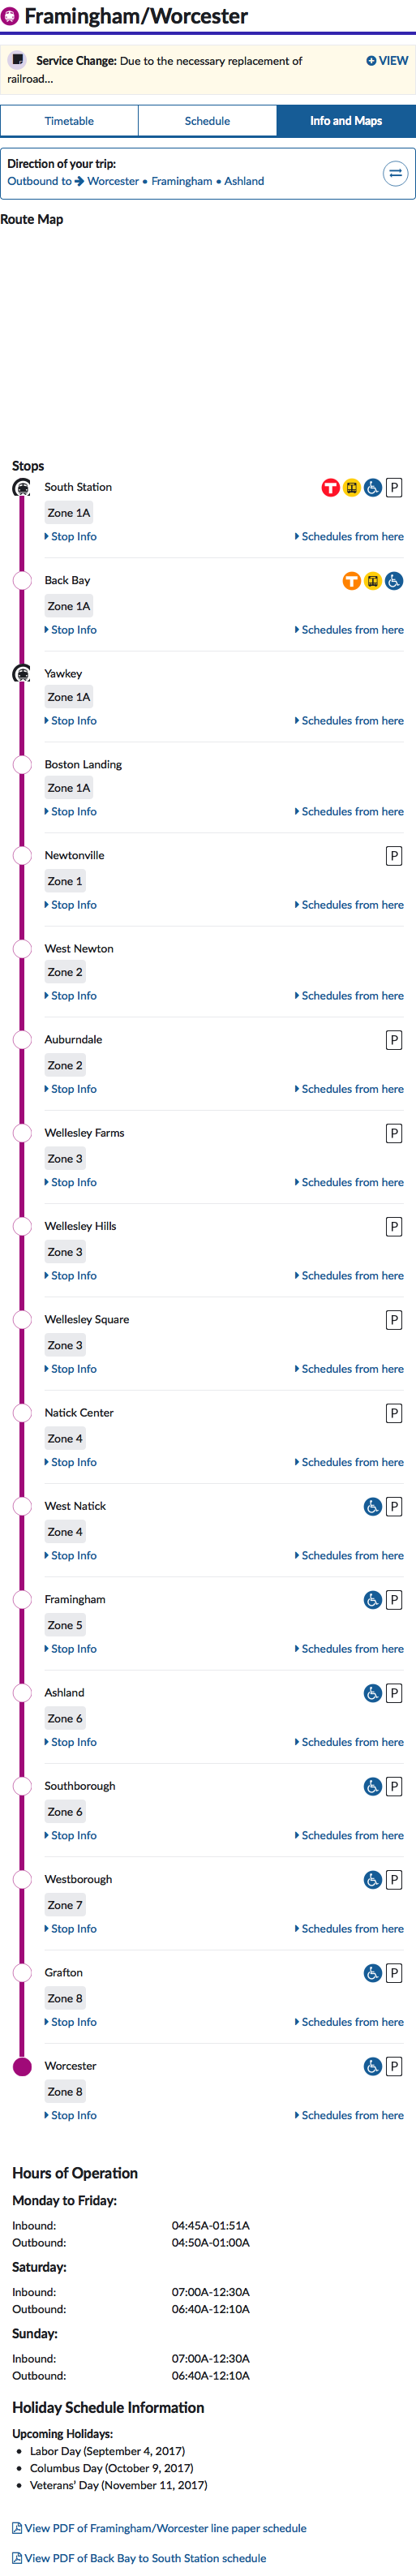 Framingham/Worcester
Service Change: Due to the necessary replacement of
VIEW
railroad...
Timetable
Schedule
Info and Maps
Direction of your trip:
Outbound to → Worcester • Framingham • Ashland
Route Map
Stops
South Station
T
P
Zone 1A
Stop Info
Schedules from here
Back Bay
T
Zone 1A
Stop Info
Schedules from here
Yawkey
Zone 1A
Stop Info
Schedules from here
Boston Landing
Zone 1A
Stop Info
Schedules from here
Newtonville
P
Zone 1
Stop Info
Schedules from here
West Newton
Zone 2
Stop Info
Schedules from here
Auburndale
P
Zone 2
Stop Info
Schedules from here
Wellesley Farms
P
Zone 3
Stop Info
Schedules from here
Wellesley Hills
P
Zone 3
Stop Info
Schedules from here
Wellesley Square
P
Zone 3
Stop Info
Schedules from here
Natick Center
P
Zone 4
Stop Info
Schedules from here
West Natick
P
Zone 4
Stop Info
Schedules from here
Framingham
P
Zone 5
Stop Info
Schedules from here
Ashland
P
Zone 6
Stop Info
Schedules from here
Southborough
P
Zone 6
Stop Info
Schedules from here
Westborough
P
Zone 7
Stop Info
Schedules from here
Grafton
P
Zone 8
Stop Info
Schedules from here
Worcester
P
Zone 8
Stop Info
Schedules from here
Hours of Operation
Monday to Friday:
Inbound: 04:45A-01:51A
Outbound: 04:50A-01:00A
Saturday:
Inbound: 07:00A-12:30A
Outbound: 06:40A-12:10A
Sunday:
Inbound: 07:00A-12:30A
Outbound: 06:40A-12:10A
Holiday Schedule Information
Upcoming Holidays:
• Labor Day (September 4, 2017)
• Columbus Day (October 9, 2017)
• Veterans’ Day (November 11, 2017)
View PDF of Framingham/Worcester line paper schedule
View PDF of Back Bay to South Station schedule